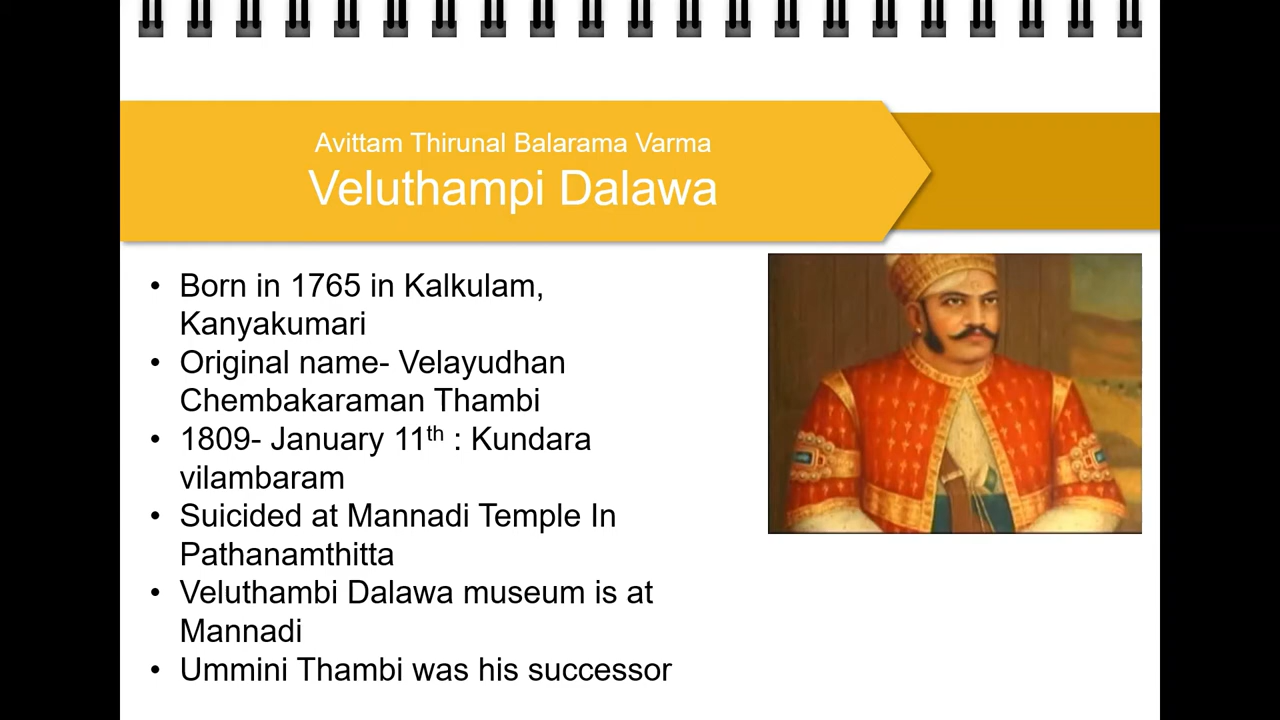 Avittam Thirunal Balarama Varma
Veluthampi Dalawa
• Born in 1765 in Kalkulam,
Kanyakumari
• Original name- Velayudhan
Chembakaraman Thambi
• 1809- January 11th : Kundara
vilambaram
• Suicided at Mannadi Temple In
Pathanamthitta
• Veluthambi Dalawa museum is at
Mannadi
• Ummini Thambi was his successor